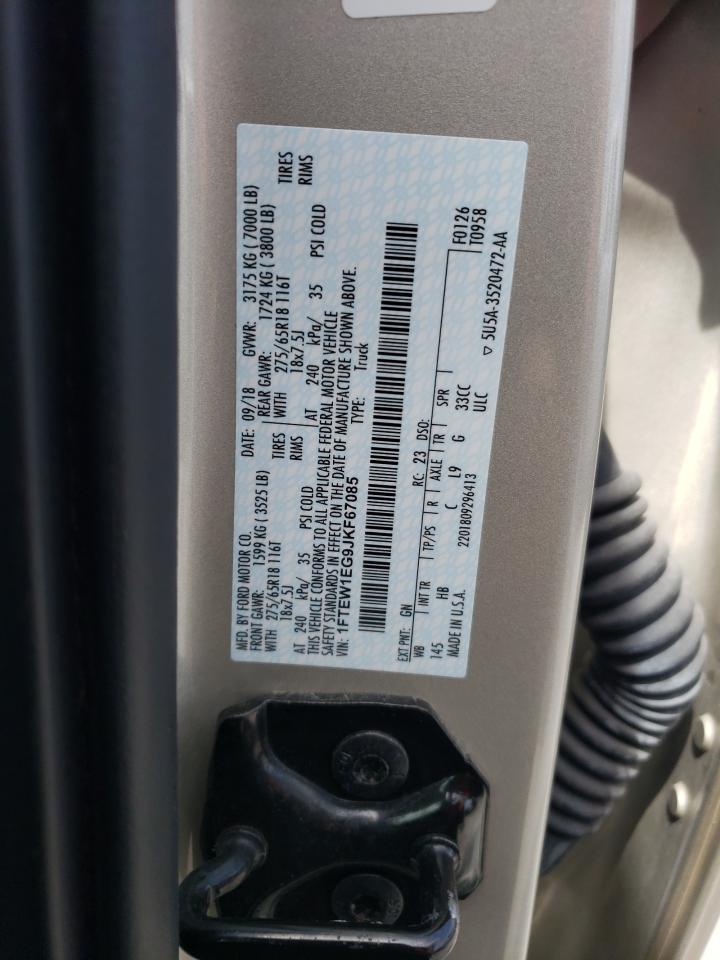 MFD. BY FORD MOTOR CO. DATE: 09/18 GVWR: 3175 KG ( 7000 LB)
FRONT GAWR: 1599 KG ( 3525 LB) REAR GAWR: 1724 KG ( 3800 LB)
WITH 275/65R18 116T TIRES WITH 275/65R18 116T TIRES
18x7.5J RIMS 18x7.5J RIMS
AT 240 kPa/ 35 PSI COLD AT 240 kPa/ 35 PSI COLD
THIS VEHICLE CONFORMS TO ALL APPLICABLE FEDERAL MOTOR VEHICLE
SAFETY STANDARDS IN EFFECT ON THE DATE OF MANUFACTURE SHOWN ABOVE.
VIN: 1FTEW1EG9JKF67085 TYPE: Truck
EXT PNT: GN RC: 23 DSO: F0126
WB INT TR TP/PS R AXLE TR SPR T0958
145 HB C L9 G 33CC
MADE IN U.S.A. 2201809296413 ULC
▽ 5U5A-3520472-AA